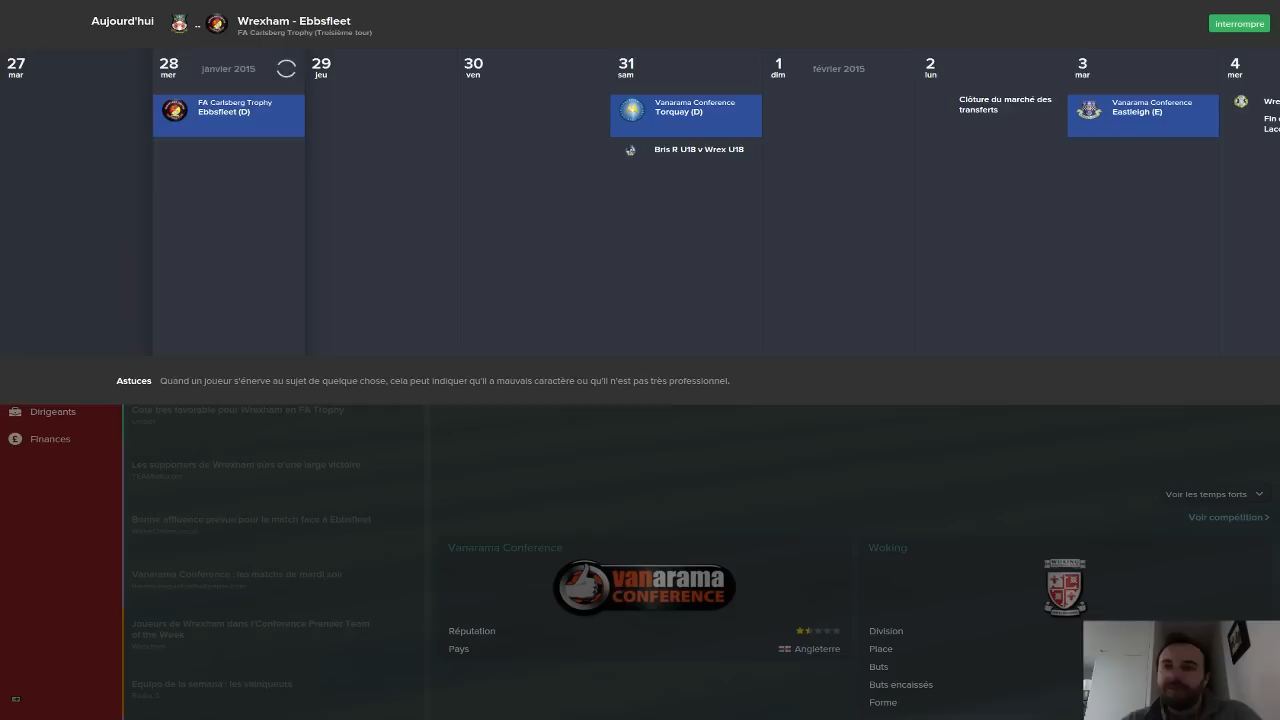 Aujourd'hui
..
Wrexham - Ebbsfleet
FA Carlsberg Trophy (Troisième tour)
interrompre
27
mar
28
mer
janvier 2015
29
jeu
30
ven
31
sam
1
dim
février 2015
2
lun
3
mar
4
mer
FA Carlsberg Trophy
Ebbsfleet (D)
Vanarama Conference
Torquay (D)
Bris R U18 v Wrex U18
Clôture du marché des
transferts
Vanarama Conference
Eastleigh (E)
Wre
Fin
Lacc
Astuces Quand un joueur s'énerve au sujet de quelque chose, cela peut indiquer qu'il a mauvais caractère ou qu'il n'est pas très professionnel.
Dirigeants
Finances
Cote très favorable pour Wrexham en FA Trophy
Les supporters de Wrexham sûrs d'une large victoire
Bonne affluence prévue pour le match face à Ebbsfleet
Vanarama Conference : les matchs de mardi soir
Joueurs de Wrexham dans l'Conference Premier Team
of the Week
Wrexham
Equipe de la semaine : les vainqueurs
Voir les temps forts
Voir compétition >
Vanarama Conference
vanarama
CONFERENCE
Réputation
Pays
Angleterre
Woking
WOKING
Division
Place
Buts
Buts encaissés
Forme